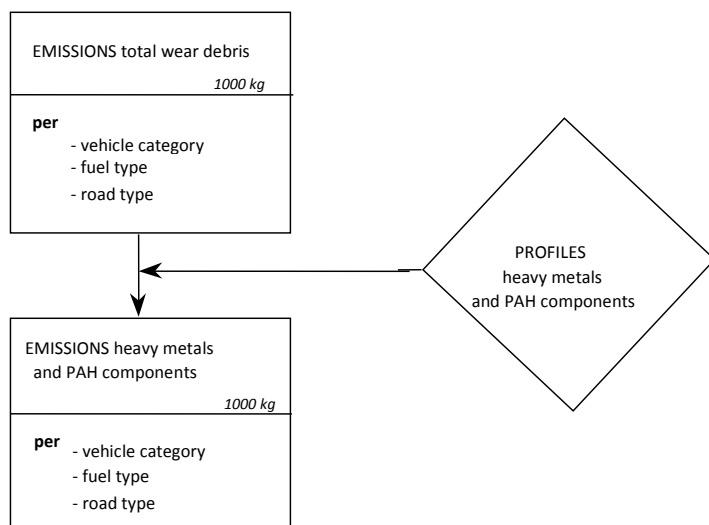 EMISSIONS total wear debris
1000 kg
per
- vehicle category
- fuel type
- road type
PROFILES
heavy metals
and PAH components
EMISSIONS heavy metals
and PAH components
1000 kg
per
- vehicle category
- fuel type
- road type